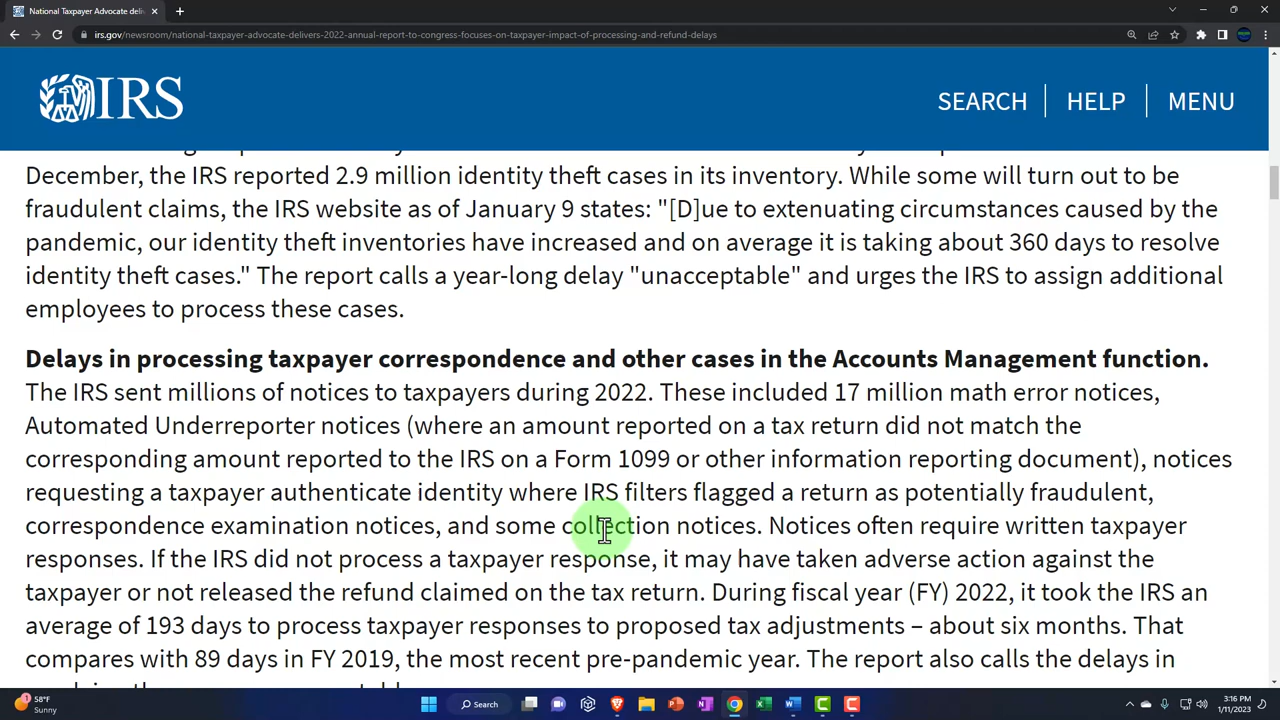 National Taxpayer Advocate deli
irs.gov/newsroom/national-taxpayer-advocate-delivers-2022-annual-report-to-congress-focuses-on-taxpayer-impact-of-processing-and-refund-delays
IRS
SEARCH
HELP
MENU
December, the IRS reported 2.9 million identity theft cases in its inventory. While some will turn out to be
fraudulent claims, the IRS website as of January 9 states: "[D]ue to extenuating circumstances caused by the
pandemic, our identity theft inventories have increased and on average it is taking about 360 days to resolve
identity theft cases." The report calls a year-long delay "unacceptable" and urges the IRS to assign additional
employees to process these cases.
Delays in processing taxpayer correspondence and other cases in the Accounts Management function.
The IRS sent millions of notices to taxpayers during 2022. These included 17 million math error notices,
Automated Underreporter notices (where an amount reported on a tax return did not match the
corresponding amount reported to the IRS on a Form 1099 or other information reporting document), notices
requesting a taxpayer authenticate identity where IRS filters flagged a return as potentially fraudulent,
correspondence examination notices, and some collection notices. Notices often require written taxpayer
responses. If the IRS did not process a taxpayer response, it may have taken adverse action against the
taxpayer or not released the refund claimed on the tax return. During fiscal year (FY) 2022, it took the IRS an
average of 193 days to process taxpayer responses to proposed tax adjustments – about six months. That
compares with 89 days in FY 2019, the most recent pre-pandemic year. The report also calls the delays in
1
58°F
Sunny
Search
3:16 PM
1/11/2023